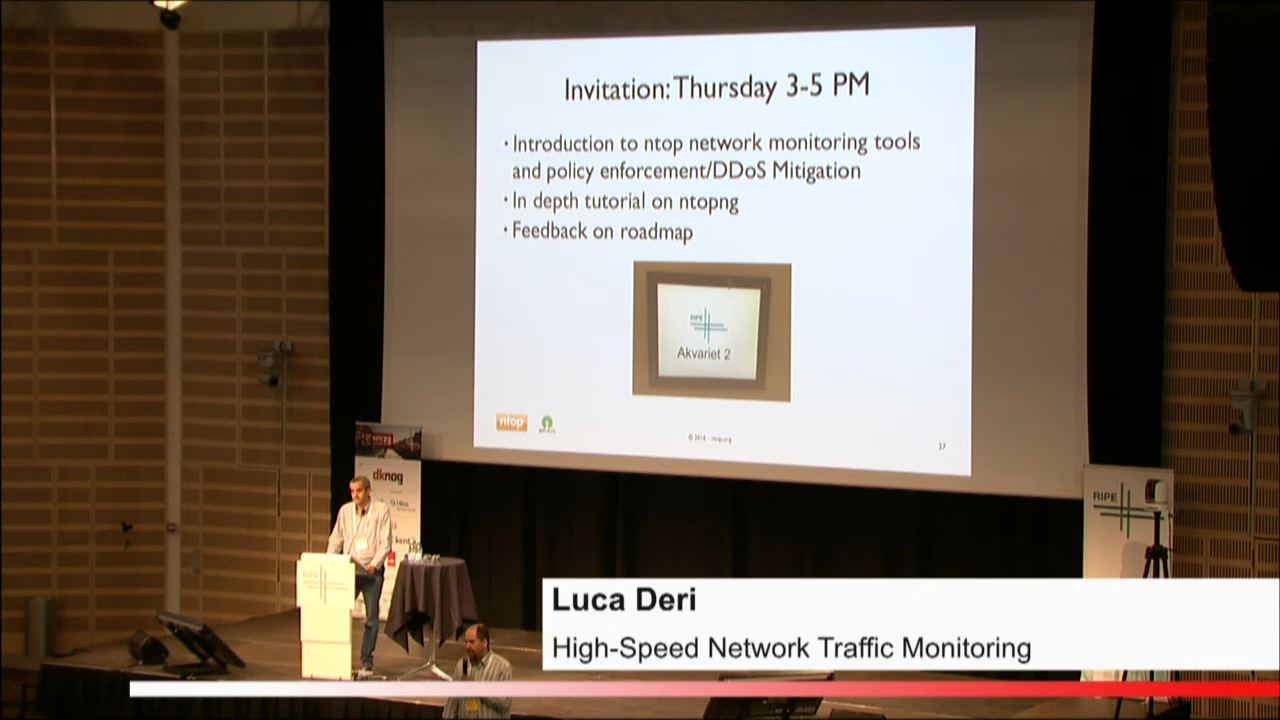 Invitation: Thursday 3-5 PM
• Introduction to ntop network monitoring tools
and policy enforcement/DDoS Mitigation
• In depth tutorial on ntopng
• Feedback on roadmap
RIPE
Akvariet 2
ntop
27
dknog
RIPE
RIPE
Luca Deri
High-Speed Network Traffic Monitoring